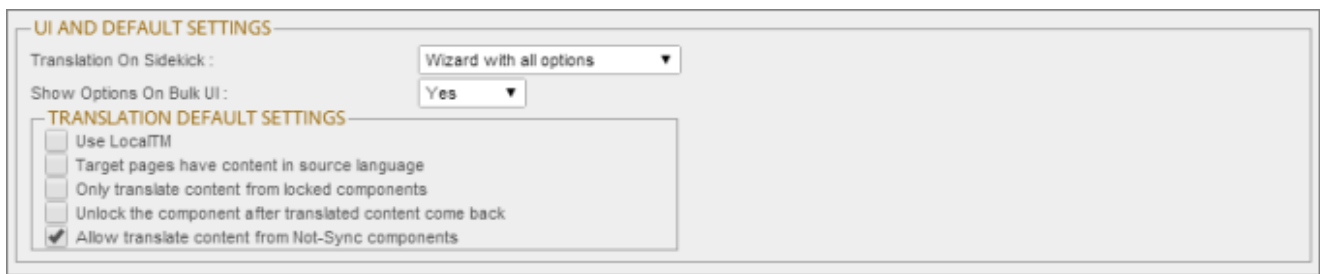 UI AND DEFAULT SETTINGS
Translation On Sidekick : Wizard with all options
Show Options On Bulk UI : Yes
TRANSLATION DEFAULT SETTINGS
Use LocalTM
Target pages have content in source language
Only translate content from locked components
Unlock the component after translated content come back
Allow translate content from Not-Sync components